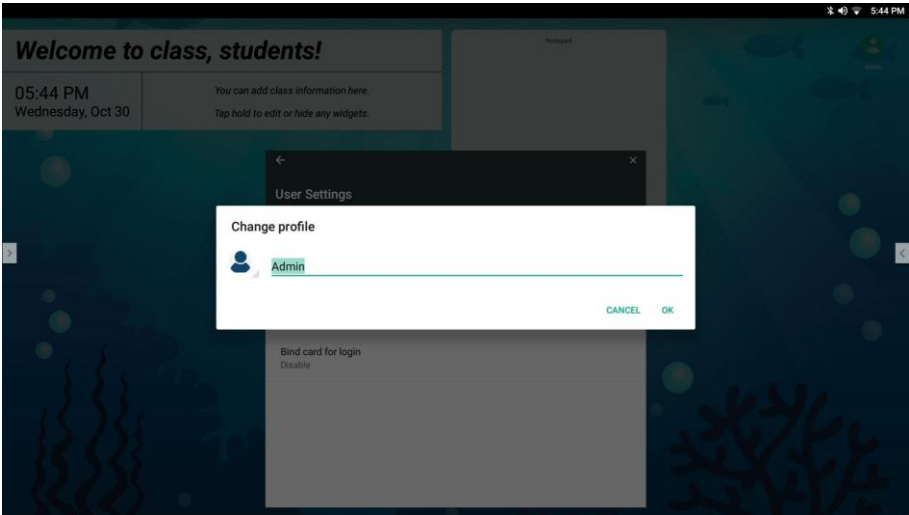 5:44 PM
Welcome to class, students!
05:44 PM
Wednesday, Oct 30
You can add class information here.
Tap hold to edit or hide any widgets.
Notepad
Admin
User Settings
Change profile
Admin
CANCEL OK
Bind card for login
Disable